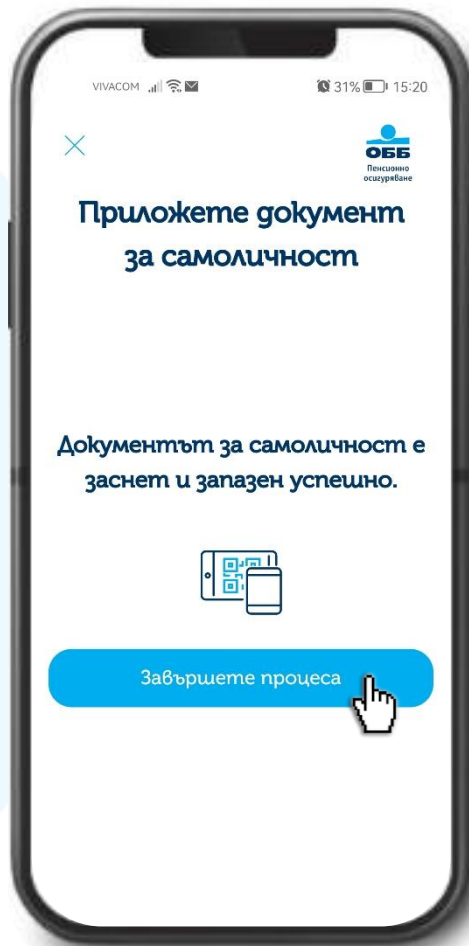 VIVACOM 31% 15:20
ОББ
Пенсионно
осигуряване
Приложете документ
за самоличност
Документът за самоличност е
заснет и запазен успешно.
Завършете процеса